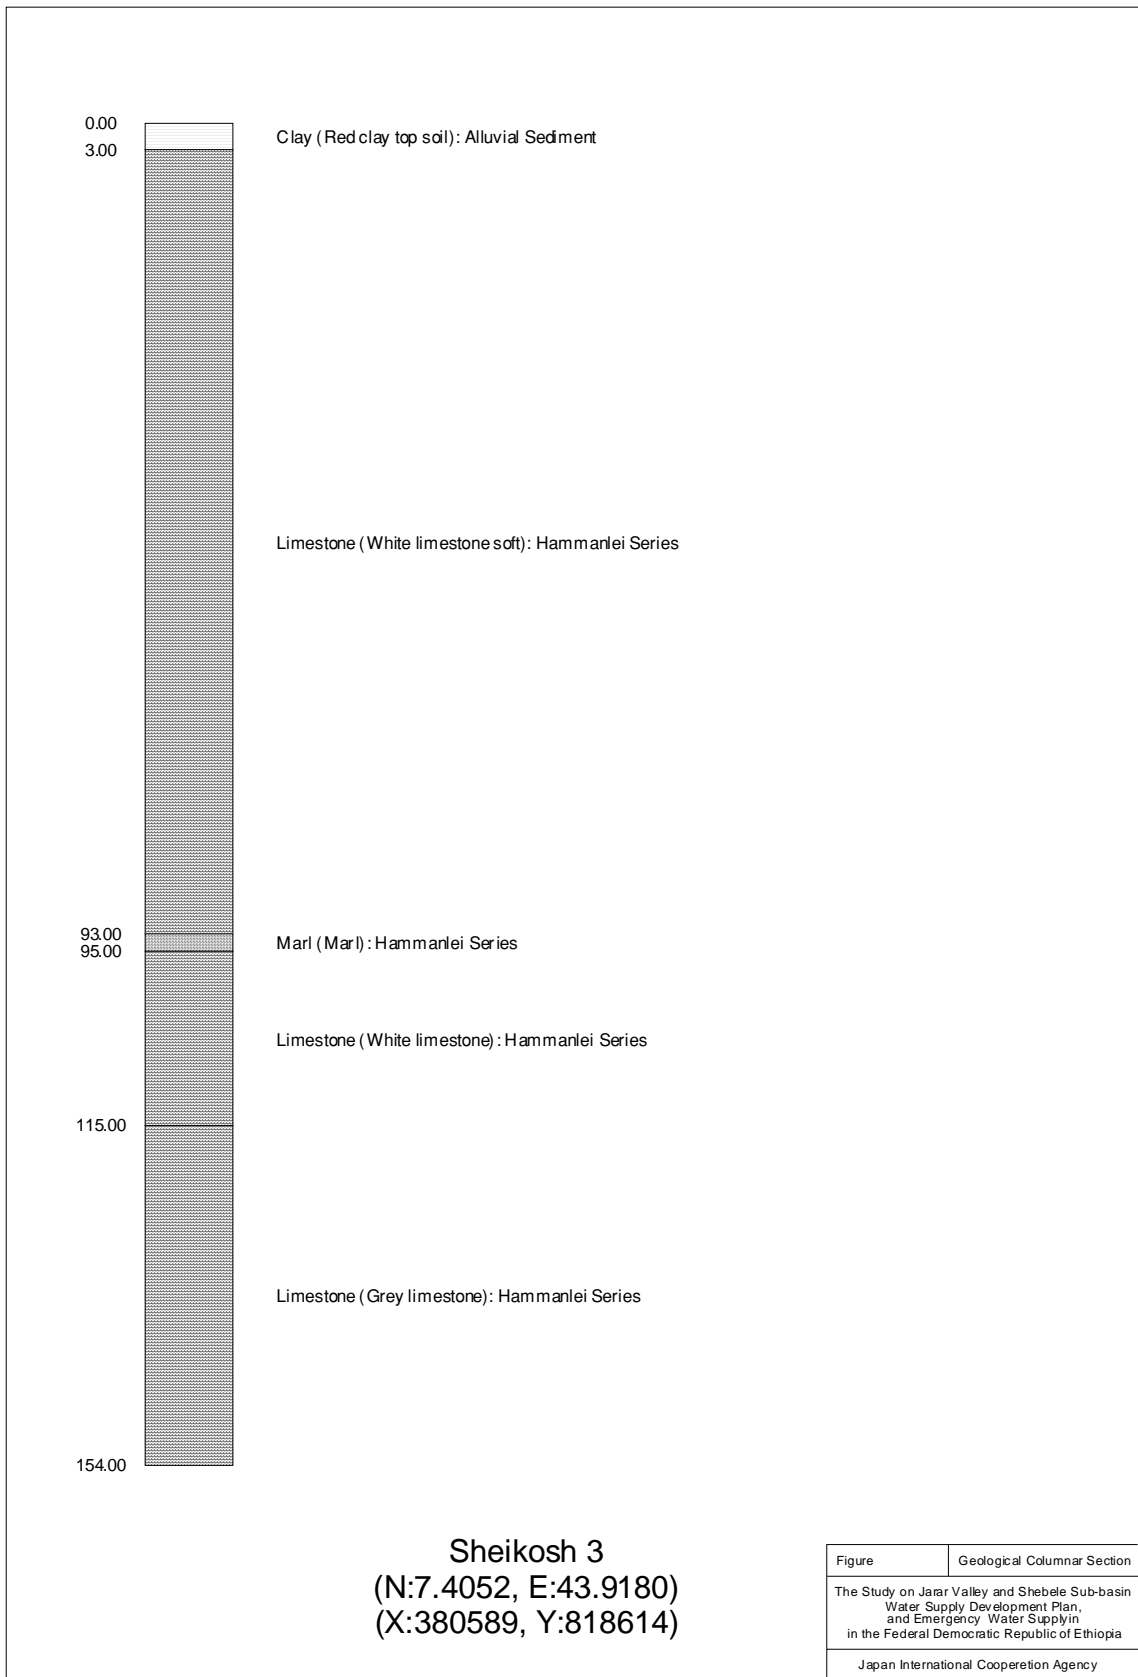 0.00
Clay (Red clay top soil): Alluvial Sediment
3.00
Limestone (White limestone soft): Hammanlei Series
93.00
Marl (Marl): Hammanlei Series
95.00
Limestone (White limestone): Hammanlei Series
115.00
Limestone (Grey limestone): Hammanlei Series
154.00
Sheikosh 3
(N:7.4052, E:43.9180)
(X:380589, Y:818614)
Figure
Geological Columnar Section
The Study on Jarar Valley and Shebele Sub-basin
Water Supply Development Plan,
and Emergency Water Supplyin
in the Federal Democratic Republic of Ethiopia
Japan International Cooperetion Agency